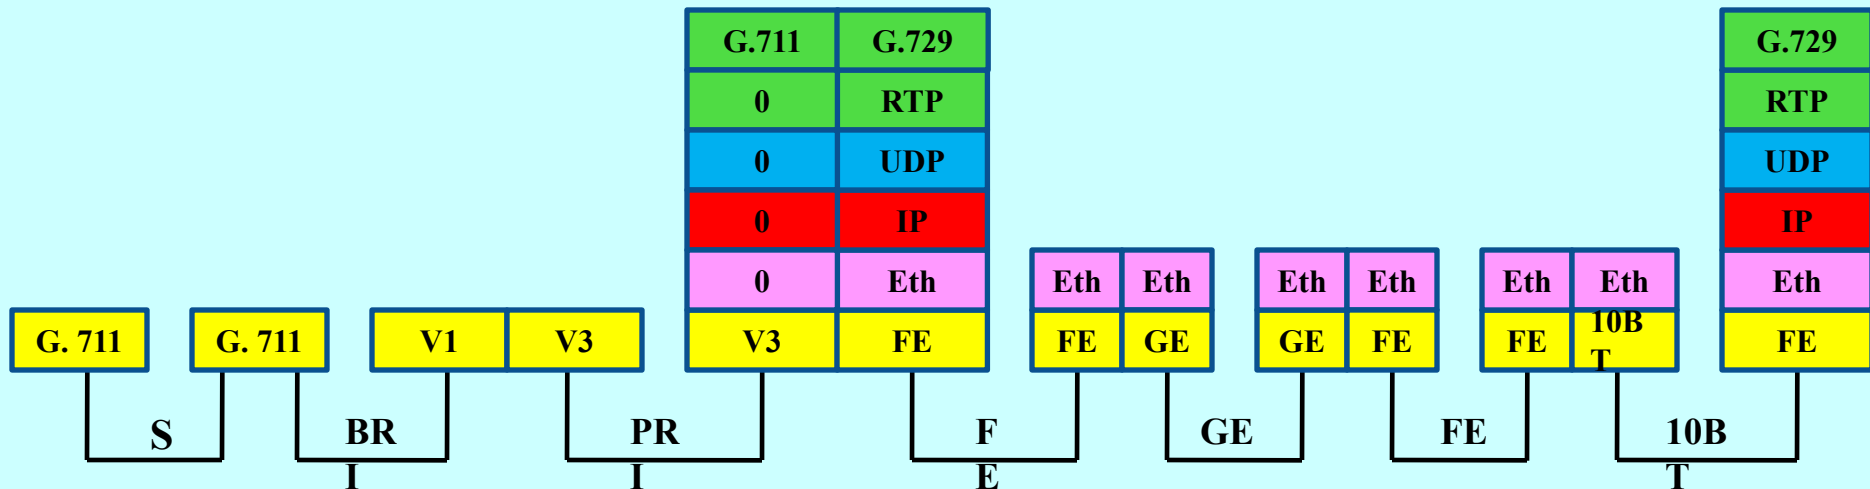 G.711 G.729 G.729
0 RTP RTP
0 UDP UDP
0 IP IP
0 Eth Eth Eth Eth Eth Eth Eth Eth
G. 711 G. 711 V1 V3 V3 FE FE GE GE FE FE 10B
T FE
S BR
I PR
I F
E GE FE 10B
T